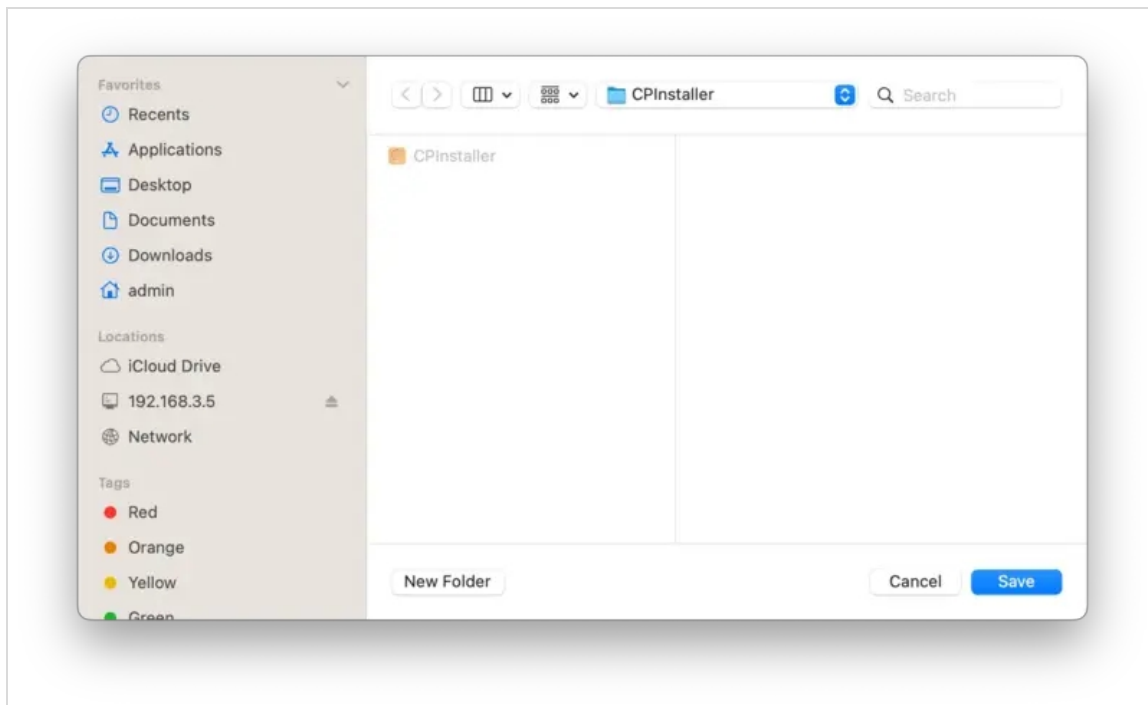 Favorites
Recents
Applications
Desktop
Documents
Downloads
admin
Locations
iCloud Drive
192.168.3.5
Network
Tags
Red
Orange
Yellow
Green
CPInstaller
Search
CPInstaller
New Folder
Cancel
Save